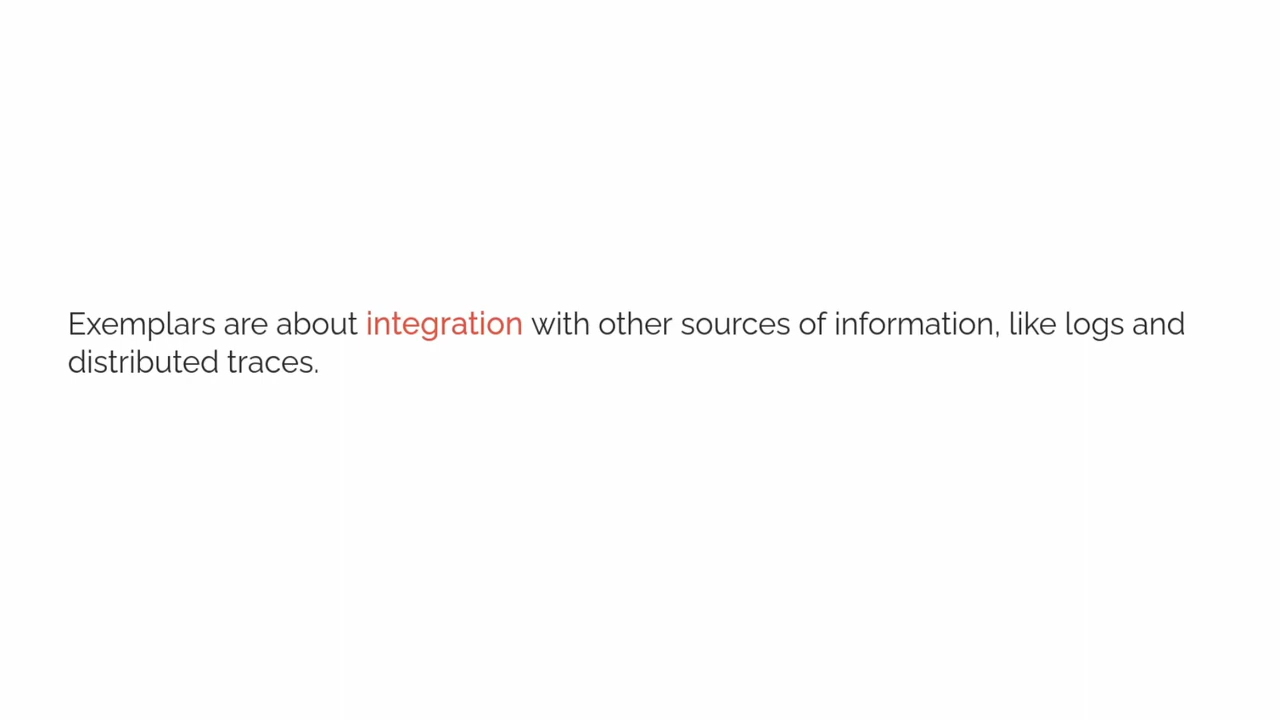 Exemplars are about integration with other sources of information, like logs and
distributed traces.